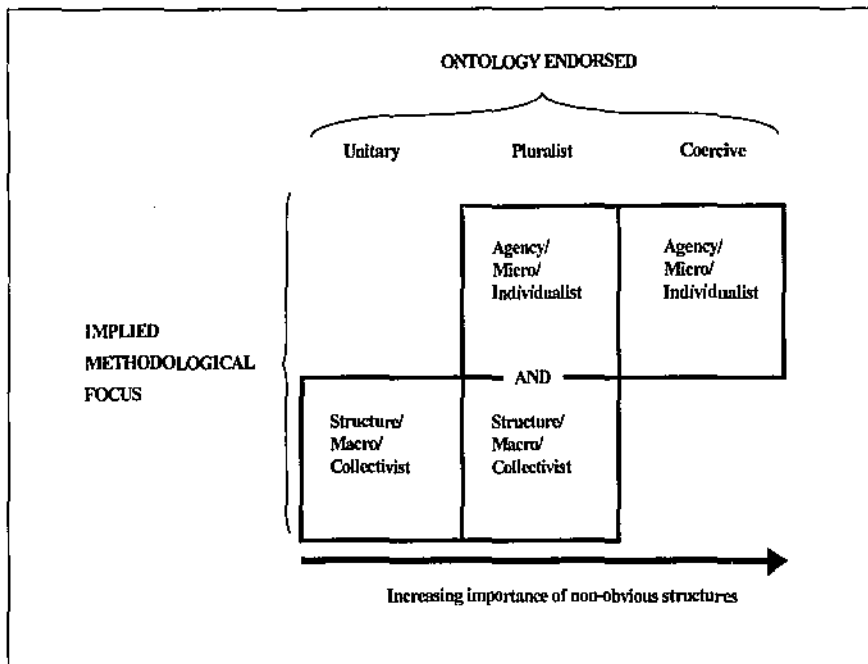 ONTOLOGY ENDORSED
Unitary
Pluralist
Coercive
Agency/
Micro/
Individualist
Agency/
Micro/
Individualist
IMPLIED
METHODOLOGICAL
FOCUS
AND
Structure/
Macro/
Collectivist
Structure/
Macro/
Collectivist
Increasing importance of non-obvious structures